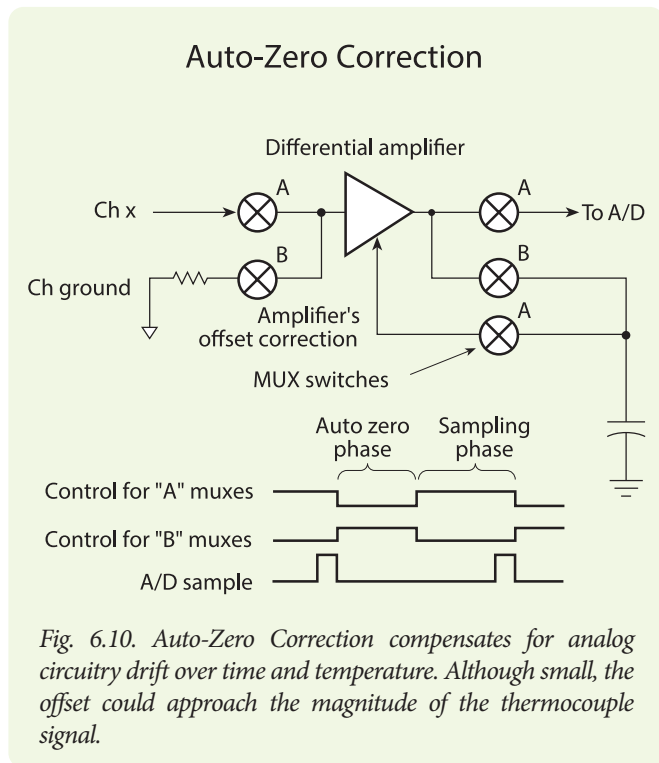 Auto-Zero Correction
Differential amplifier
A
A
Ch x
To A/D
B
B
Ch ground
Amplifier's
offset correction
A
MUX switches
Auto zero
phase
Sampling
phase
Control for "A" muxes
Control for "B" muxes
A/D sample
Fig. 6.10. Auto-Zero Correction compensates for analog
circuitry drift over time and temperature. Although small, the
offset could approach the magnitude of the thermocouple
signal.